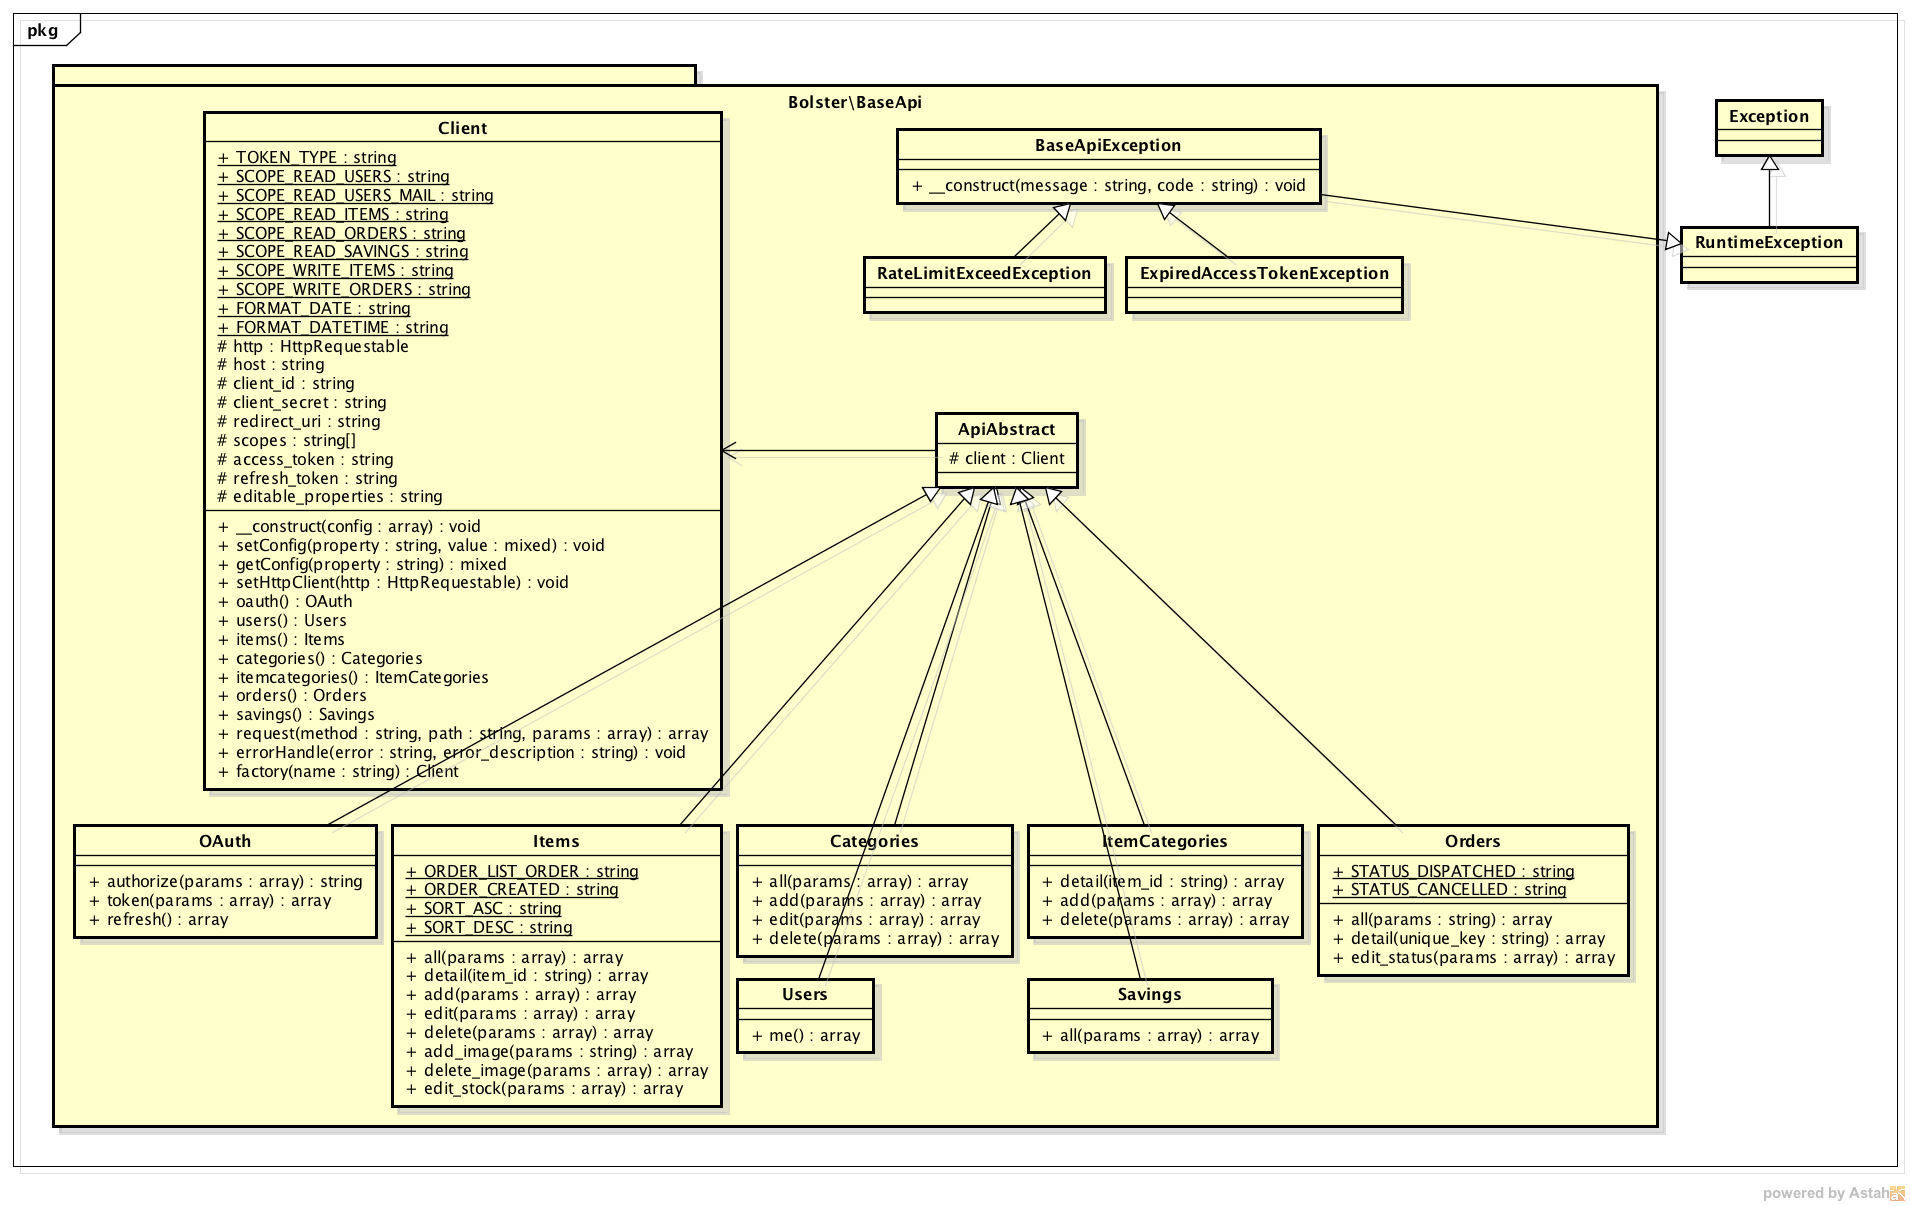 pkg
Bolster\BaseApi
Client
+ TOKEN_TYPE : string
+ SCOPE_READ_USERS : string
+ SCOPE_READ_USERS_MAIL : string
+ SCOPE_READ_ITEMS : string
+ SCOPE_READ_ORDERS : string
+ SCOPE_READ_SAVINGS : string
+ SCOPE_WRITE_ITEMS : string
+ SCOPE_WRITE_ORDERS : string
+ FORMAT_DATE : string
+ FORMAT_DATETIME : string
# http : HttpRequestable
# host : string
# client_id : string
# client_secret : string
# redirect_uri : string
# scopes : string[]
# access_token : string
# refresh_token : string
# editable_properties : string
+ __construct(config : array) : void
+ setConfig(property : string, value : mixed) : void
+ getConfig(property : string) : mixed
+ setHttpClient(http : HttpRequestable) : void
+ oauth() : OAuth
+ users() : Users
+ items() : Items
+ categories() : Categories
+ itemcategories() : ItemCategories
+ orders() : Orders
+ savings() : Savings
+ request(method : string, path : string, params : array) : array
+ errorHandle(error : string, error_description : string) : void
+ factory(name : string) : Client
BaseApiException
+ __construct(message : string, code : string) : void
Exception
RuntimeException
RateLimitExceedException
ExpiredAccessTokenException
ApiAbstract
# client : Client
OAuth
+ authorize(params : array) : string
+ token(params : array) : array
+ refresh() : array
Items
+ ORDER_LIST_ORDER : string
+ ORDER_CREATED : string
+ SORT_ASC : string
+ SORT_DESC : string
+ all(params : array) : array
+ detail(item_id : string) : array
+ add(params : array) : array
+ edit(params : array) : array
+ delete(params : array) : array
+ add_image(params : string) : array
+ delete_image(params : array) : array
+ edit_stock(params : array) : array
Categories
+ all(params : array) : array
+ add(params : array) : array
+ edit(params : array) : array
+ delete(params : array) : array
ItemCategories
+ detail(item_id : string) : array
+ add(params : array) : array
+ delete(params : array) : array
Orders
+ STATUS_DISPATCHED : string
+ STATUS_CANCELLED : string
+ all(params : string) : array
+ detail(unique_key : string) : array
+ edit_status(params : array) : array
Users
+ me() : array
Savings
+ all(params : array) : array
powered by Astah